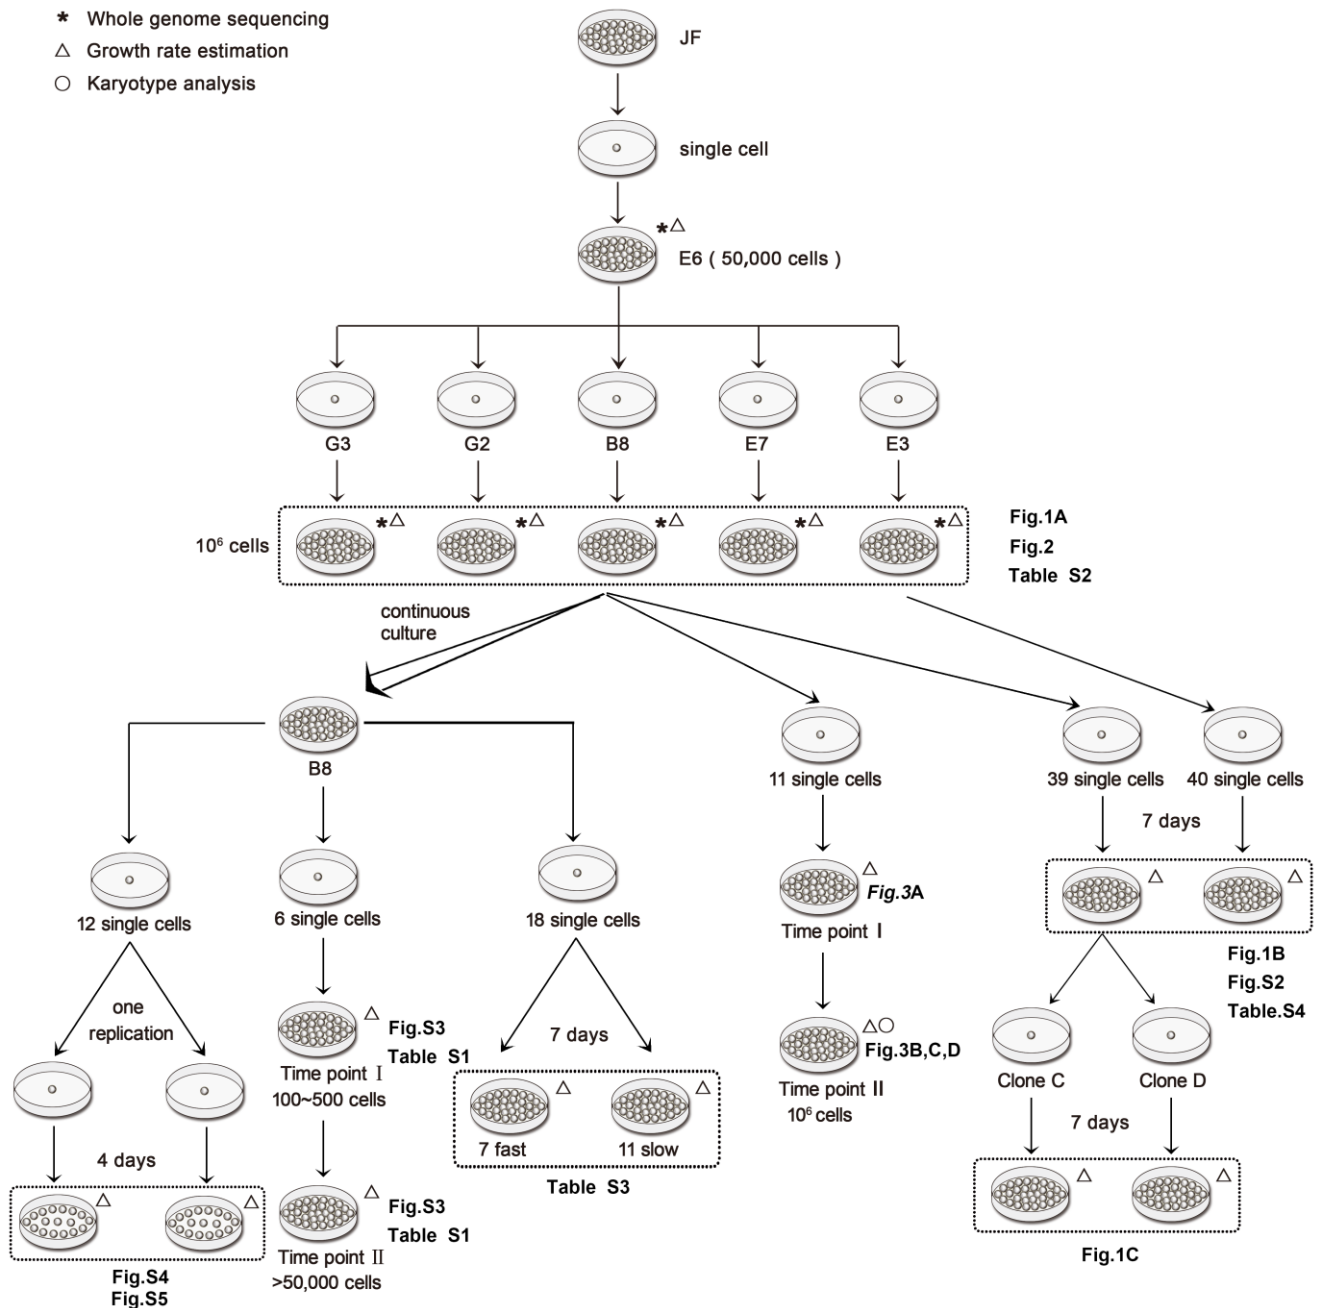 * Whole genome sequencing
△ Growth rate estimation
○ Karyotype analysis
JF
single cell
*△
E6 ( 50,000 cells )
G3 G2 B8 E7 E3
*△ *△ *△ *△ *△
10⁶ cells
Fig.1A
Fig.2
Table S2
continuous
culture
B8
11 single cells
39 single cells
40 single cells
7 days
12 single cells
6 single cells
18 single cells
△
Fig.3A
Time point I
△ △
Fig.1B
Fig.S2
Table.S4
one
replication
△
Fig.S3
Table S1
Time point I
100~500 cells
7 days
△ △
7 fast
11 slow
Table S3
△○
Fig.3B,C,D
Time point II
10⁶ cells
Clone C
Clone D
7 days
△ △
Fig.1C
4 days
△ △
Fig.S4
Fig.S5
△
Fig.S3
Table S1
Time point II
>50,000 cells